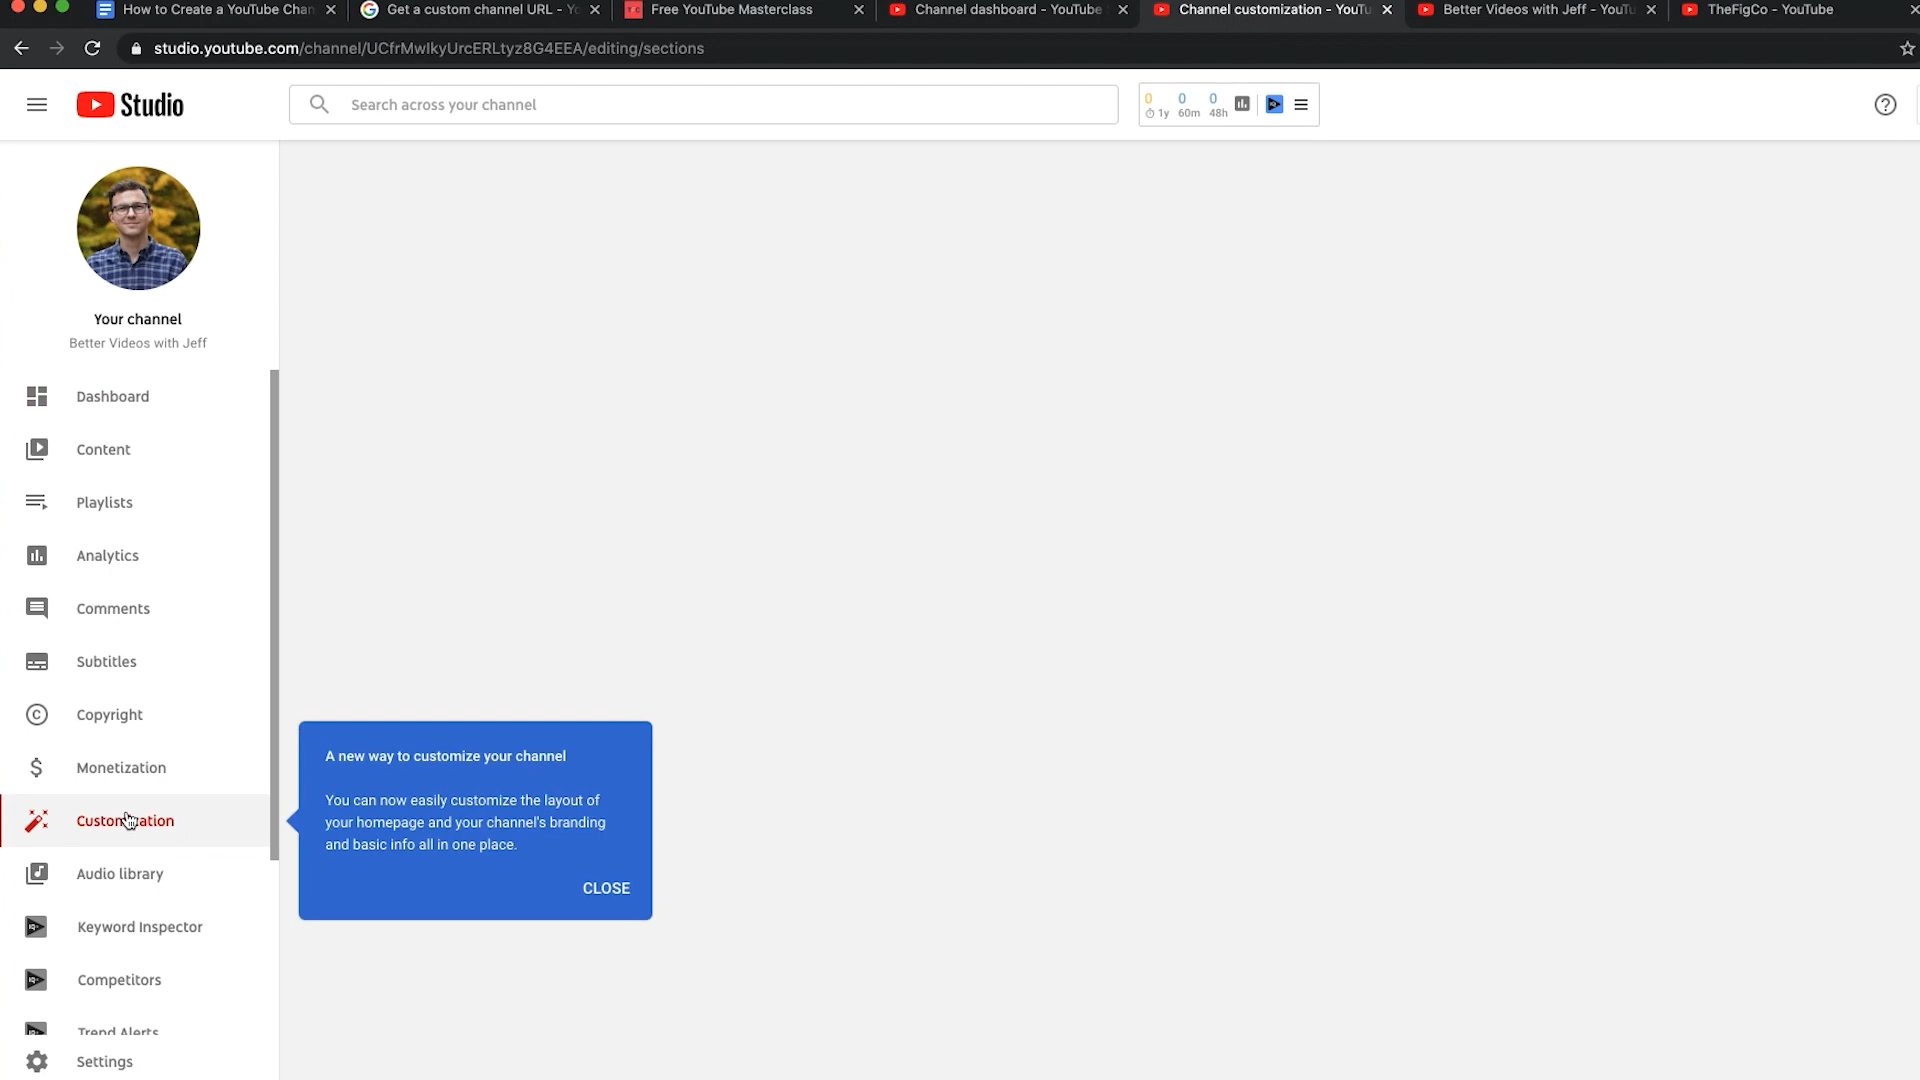 How to Create a YouTube Chan
Get a custom channel URL - Yo
Free YouTube Masterclass
Channel dashboard - YouTube
Channel customization - YouTu
Better Videos with Jeff - YouTu
TheFigCo - YouTube
studio.youtube.com/channel/UCfrMwlkyUrcERLtyz8G4EEA/editing/sections
Studio
Search across your channel
0 0 0
1y 60m 48h
Your channel
Better Videos with Jeff
Dashboard
Content
Playlists
Analytics
Comments
Subtitles
Copyright
Monetization
Customization
Audio library
Keyword Inspector
Competitors
Trend Alerts
Settings
A new way to customize your channel
You can now easily customize the layout of
your homepage and your channel's branding
and basic info all in one place.
CLOSE